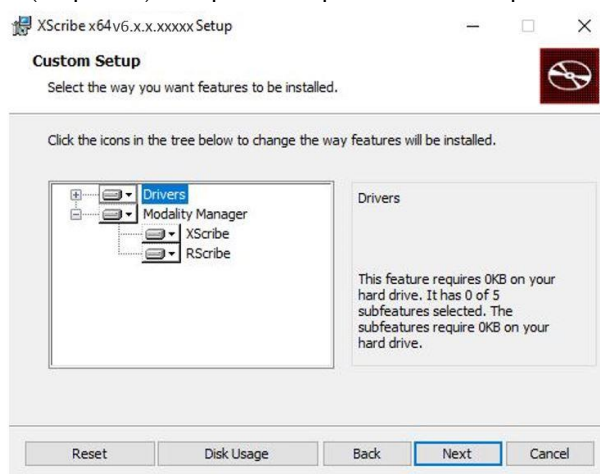 XScribe x64 v6.x.x.xxxxx Setup
Custom Setup
Select the way you want features to be installed.
Click the icons in the tree below to change the way features will be installed.
Drivers
Modality Manager
XScribe
RScribe
Drivers
This feature requires 0KB on your
hard drive. It has 0 of 5
subfeatures selected. The
subfeatures require 0KB on your
hard drive.
Reset
Disk Usage
Back
Next
Cancel